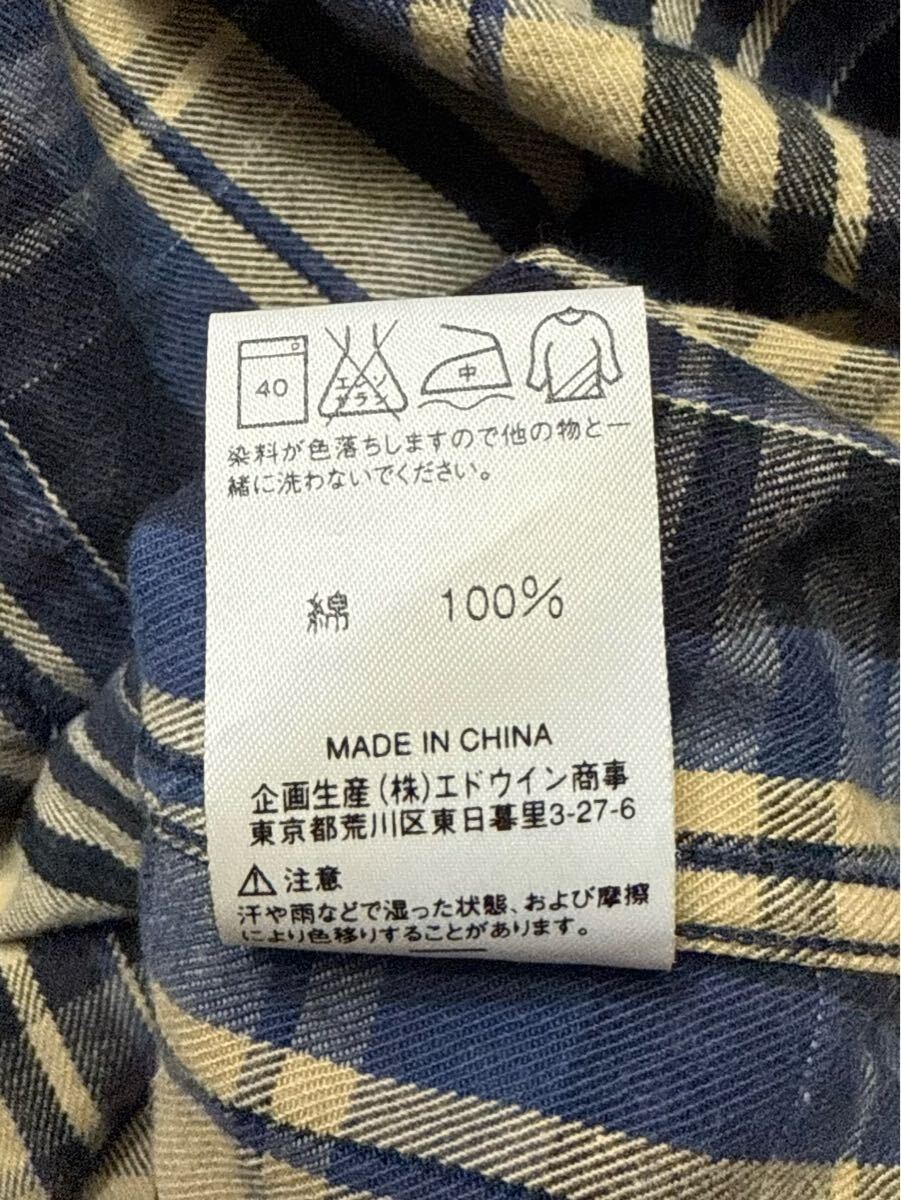 40
エンソ
サラシ
中
染料が色落ちしますので他の物と一
緒に洗わないでください。
綿 100%
MADE IN CHINA
企画生産(株)エドウイン商事
東京都荒川区東日暮里3-27-6
注意
汗や雨などで湿った状態、および摩擦
により色移りすることがあります。